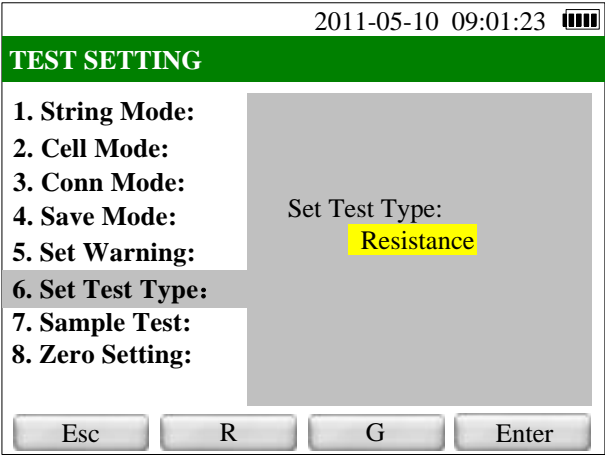 2011-05-10 09:01:23
TEST SETTING
1. String Mode:
2. Cell Mode:
3. Conn Mode:
4. Save Mode:
5. Set Warning:
6. Set Test Type：
7. Sample Test:
8. Zero Setting:
Set Test Type:
Resistance
Esc R G Enter